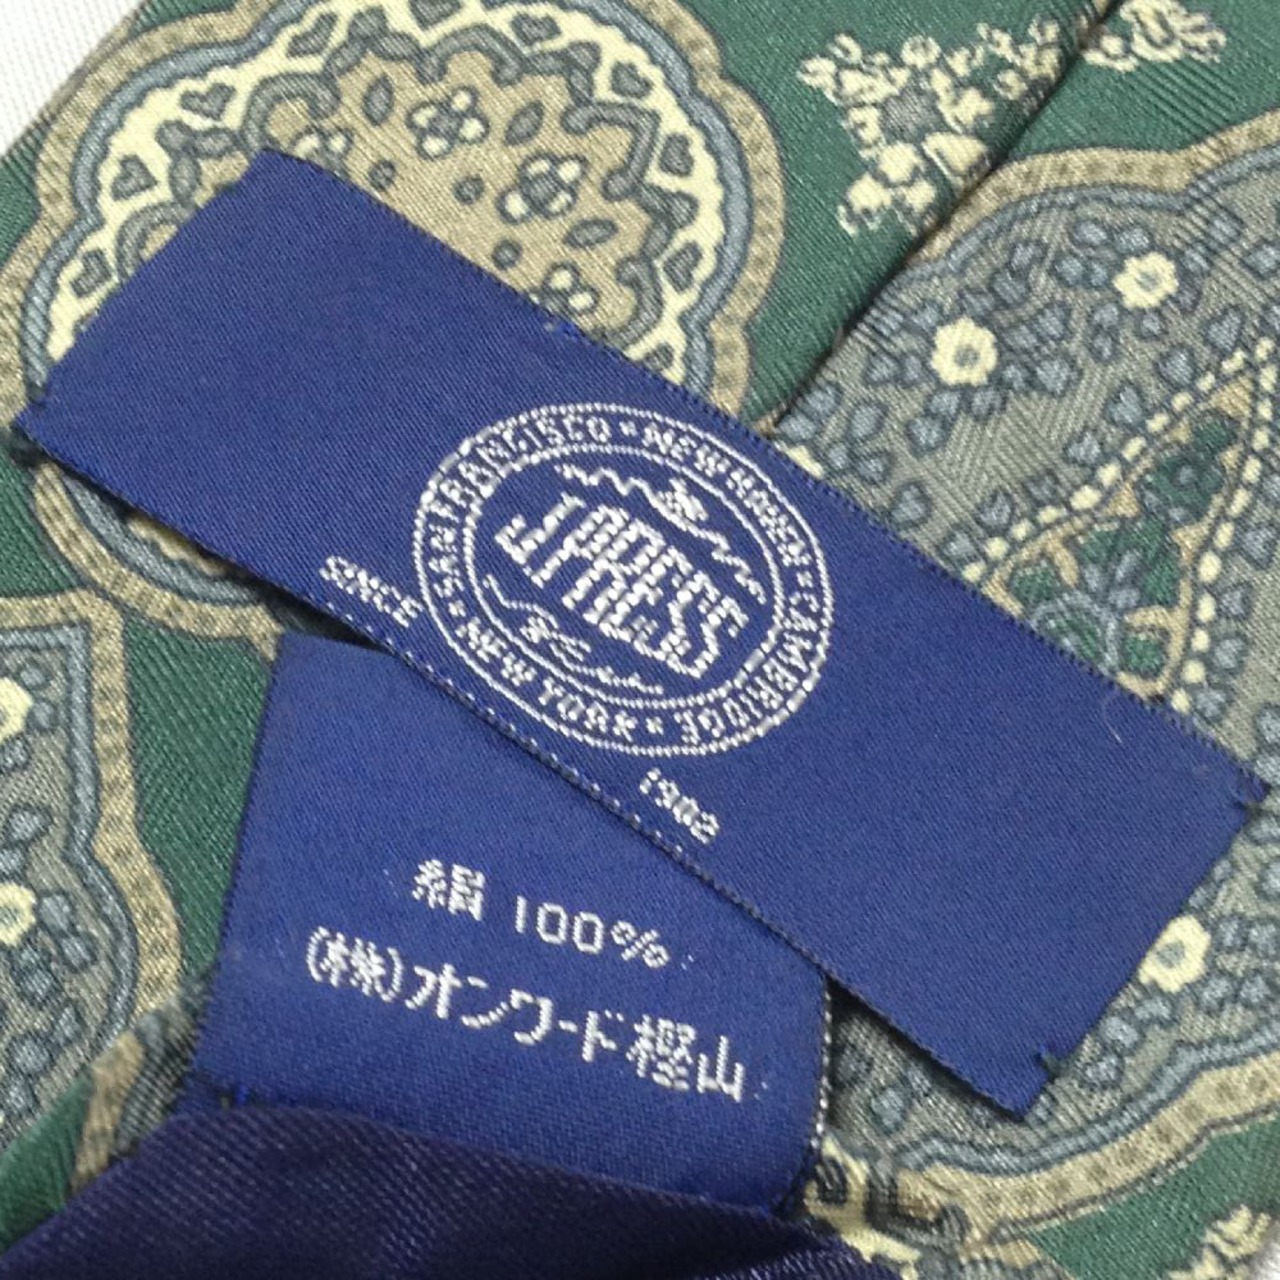 SAN FRANCISCO • NEW HAVEN • CAMBRIDGE • NEW YORK •
J.PRESS
SINCE 1902
絹 100%
(株)オンワード樫山